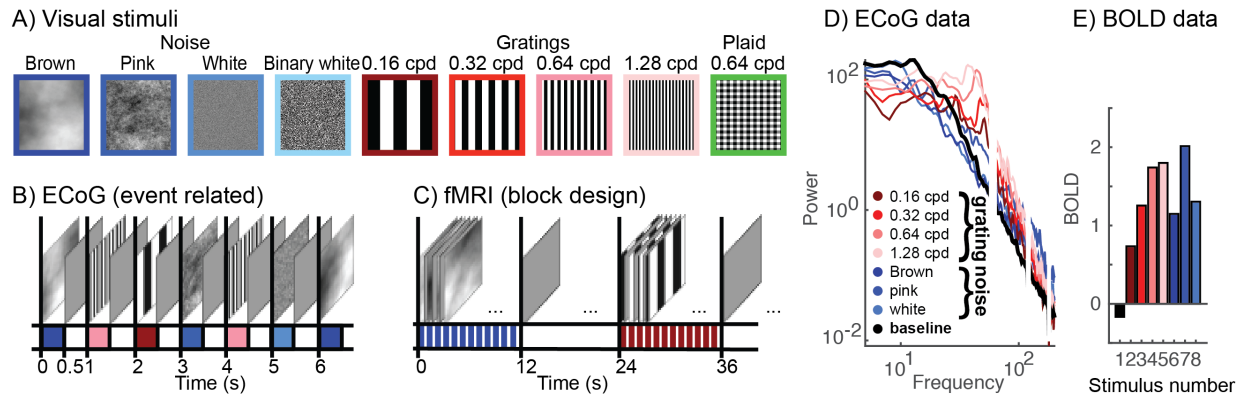 A) Visual stimuli
Noise
Gratings
Plaid
Brown
Pink
White
Binary white
0.16 cpd
0.32 cpd
0.64 cpd
1.28 cpd
0.64 cpd
B) ECoG (event related)
0 0.51 2 3 4 5 6
Time (s)
C) fMRI (block design)
... ... ... ...
0 12 24 36
Time (s)
D) ECoG data
Power
10^2
10^0
10^-2
0.16 cpd
0.32 cpd
0.64 cpd
1.28 cpd
grating
Brown
pink
white
noise
baseline
10^1 10^2
Frequency
E) BOLD data
BOLD
2
1
0
12345678
Stimulus number